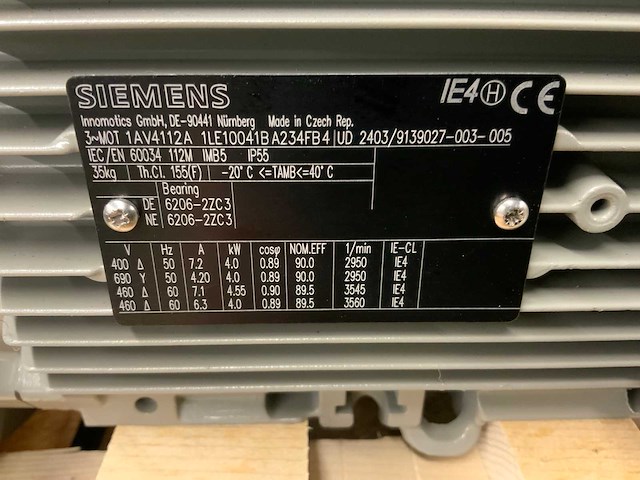 SIEMENS IE4 H CE
Innomotics GmbH, DE-90441 Nürnberg Made in Czech Rep.
3~MOT 1AV4112A 1LE10041BA234FB4 UD 2403/9139027-003-005
IEC/EN 60034 112M IMB5 IP55
35kg Th.Cl. 155(F) -20°C <=TAMB<=40°C
Bearing
DE 6206-2ZC3
NE 6206-2ZC3
V Hz A kW cosφ NOM.EFF 1/min IE-CL
400 Δ 50 7.2 4.0 0.89 90.0 2950 IE4
690 Y 50 4.20 4.0 0.89 90.0 2950 IE4
460 Δ 60 7.1 4.55 0.90 89.5 3545 IE4
460 Δ 60 6.3 4.0 0.89 89.5 3560 IE4